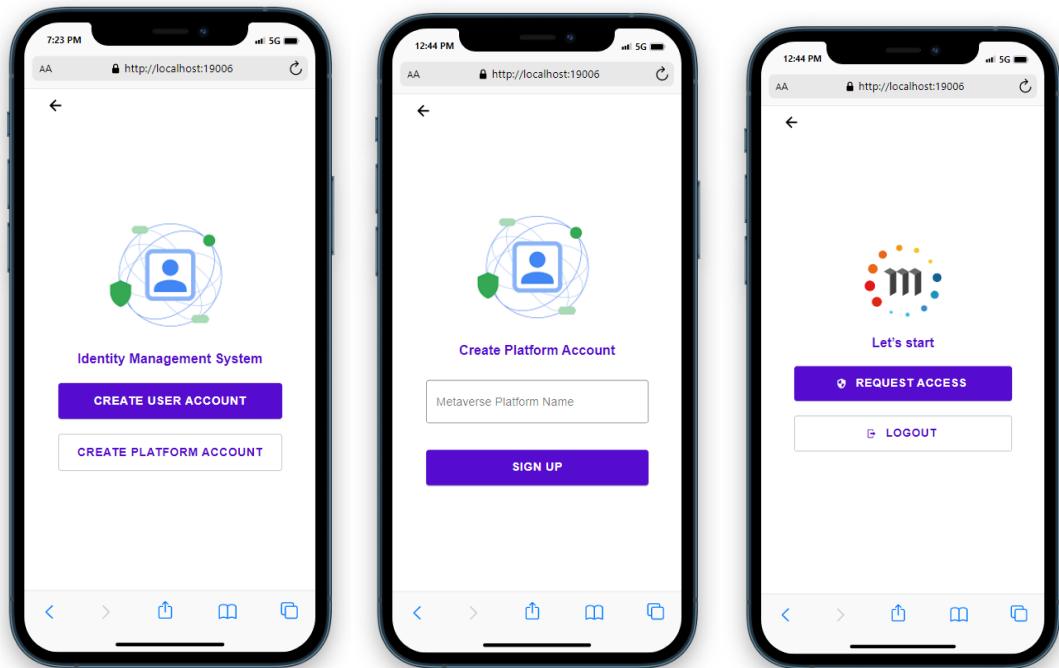 7:23 PM
5G
AA
http://localhost:19006
Identity Management System
CREATE USER ACCOUNT
CREATE PLATFORM ACCOUNT
12:44 PM
5G
AA
http://localhost:19006
Create Platform Account
Metaverse Platform Name
SIGN UP
12:44 PM
5G
AA
http://localhost:19006
m
Let's start
REQUEST ACCESS
LOGOUT